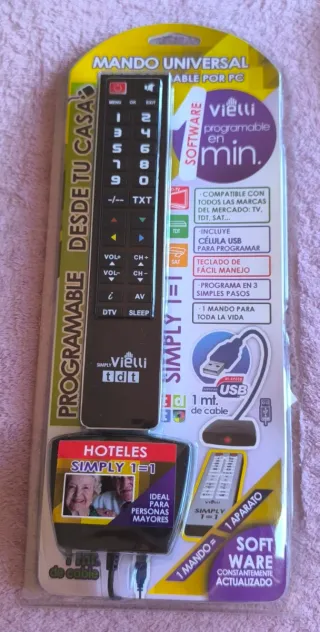 MANDO UNIVERSAL
ABLE POR PC
PROGRAMABLE DESDE TU CASA
SOFTWARE
Vielli
programable
en
1 min.
MENU
OK
EXIT
1 2
3 4
5 6
7 8
9 0
-/-- TXT
VOL+ CH+
VOL- CH-
i AV
DTV SLEEP
SIMPLY Vielli
tdt
· COMPATIBLE CON
TODOS LAS MARCAS
DEL MERCADO: TV,
TDT, SAT...
TDT
· INCLUYE
CÉLULA USB
PARA PROGRAMAR
SAT
TECLADO DE
FÁCIL MANEJO
· PROGRAMA EN 3
SIMPLES PASOS
· 1 MANDO PARA
TODA LA VIDA
SIMPLY 1=1
USB
1 mt.
de cable
HOTELES
SIMPLY 1=1
IDEAL
PARA
PERSONAS
MAYORES
de cable
SIMPLY
1=1
1 MANDO = 1 APARATO
SOFT
WARE
CONSTANTEMENTE
ACTUALIZADO